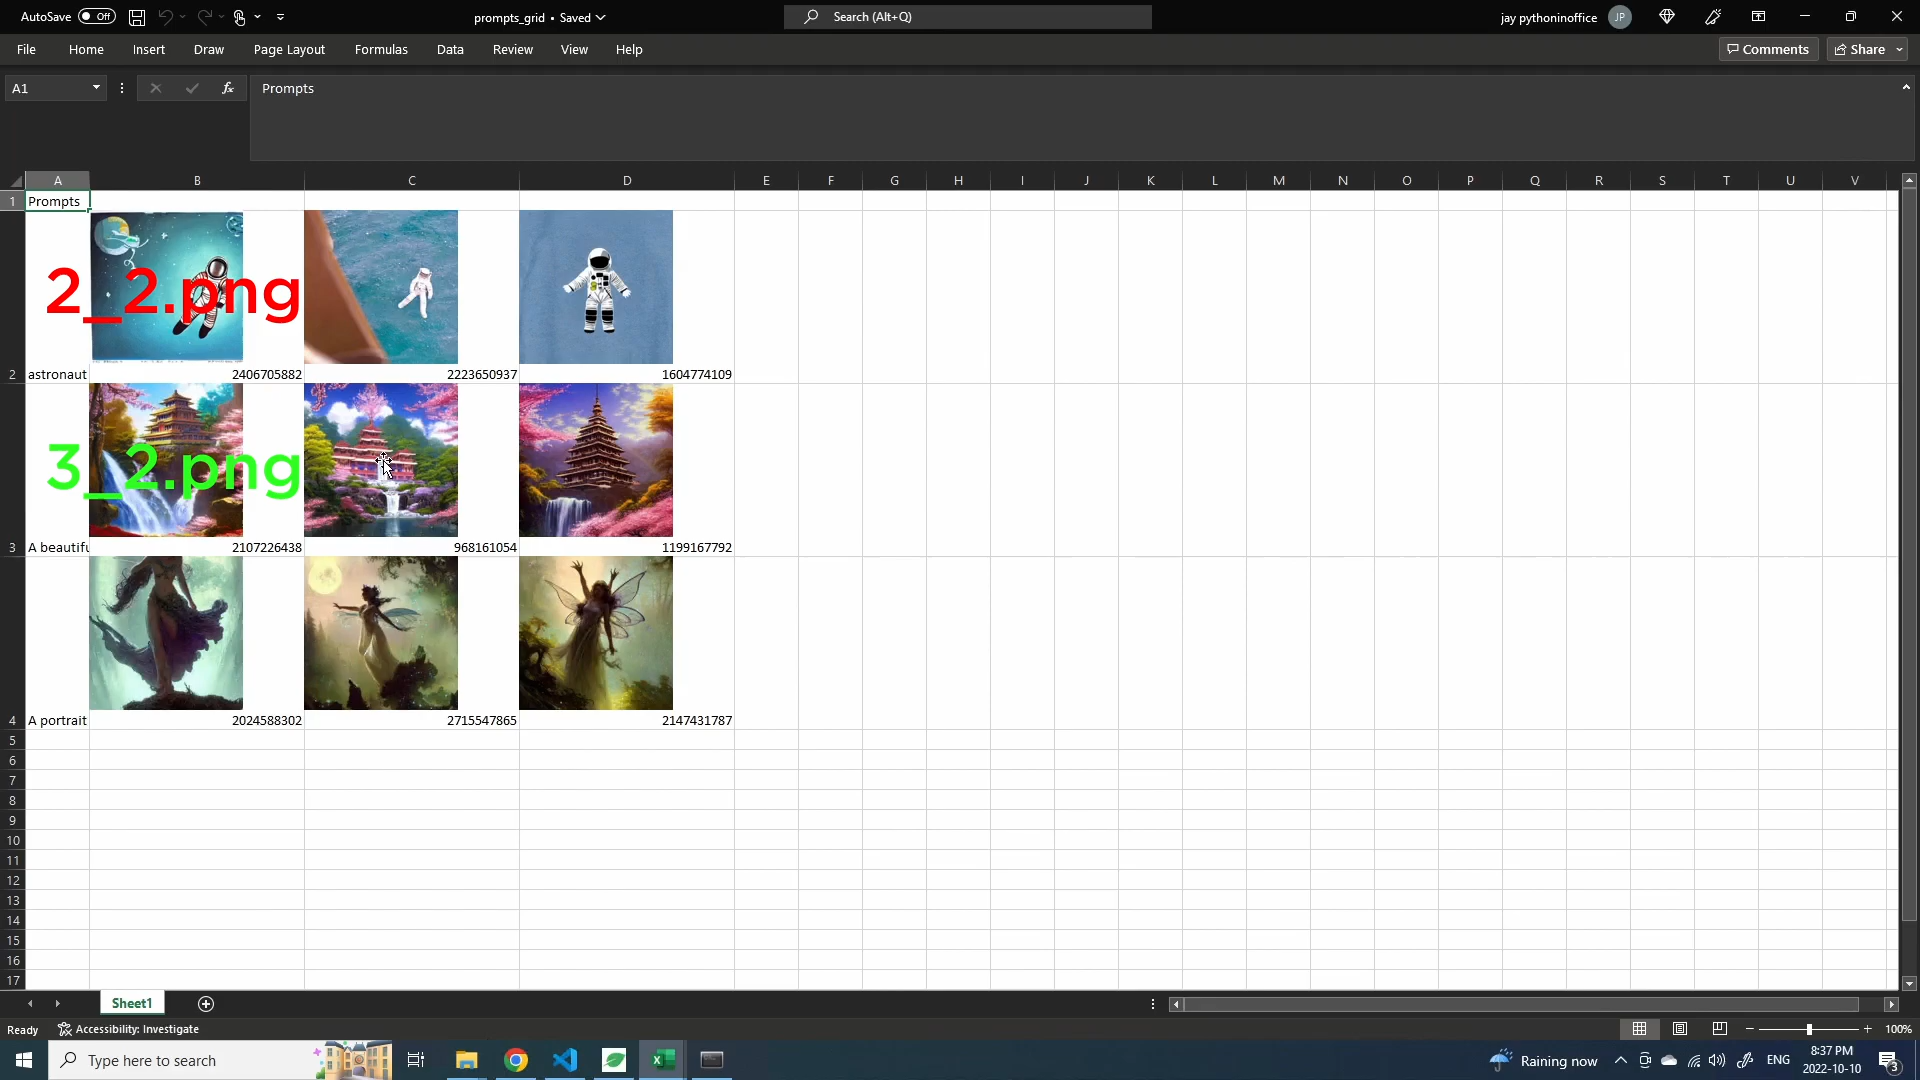 AutoSave Off prompts_grid • Saved Search (Alt+Q) jay pythoninoffice JP
File Home Insert Draw Page Layout Formulas Data Review View Help Comments Share
A1 fx Prompts
A B C D E F G H I J K L M N O P Q R S T U V
1 Prompts
2_2.png
2 astronaut 2406705882 2223650937 1604774109
3_2.png
3 A beautifu 2107226438 968161054 1199167792
4 A portrait 2024588302 2715547865 2147431787
5
6
7
8
9
10
11
12
13
14
15
16
17
Sheet1
Ready Accessibility: Investigate 100%
Type here to search Raining now ENG 8:37 PM
2022-10-10 3